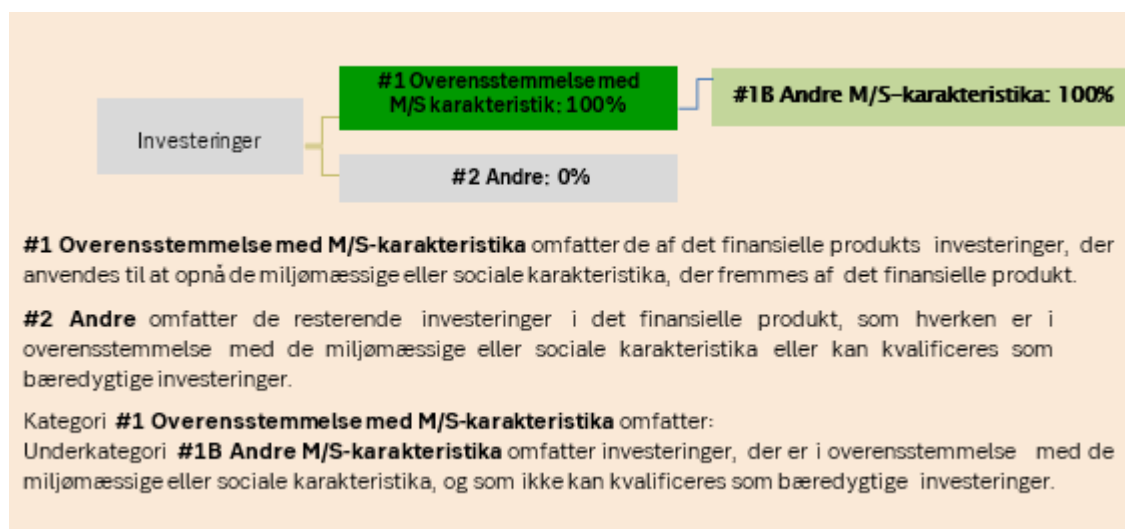 #1 Overensstemmelse med
M/S karakteristik: 100%
#1B Andre M/S–karakteristika: 100%
Investeringer
#2 Andre: 0%
#1 Overensstemmelse med M/S-karakteristika omfatter de af det finansielle produkts investeringer, der
anvendes til at opnå de miljømæssige eller sociale karakteristika, der fremmes af det finansielle produkt.
#2 Andre omfatter de resterende investeringer i det finansielle produkt, som hverken er i
overensstemmelse med de miljømæssige eller sociale karakteristika eller kan kvalificeres som
bæredygtige investeringer.
Kategori #1 Overensstemmelse med M/S-karakteristika omfatter:
Underkategori #1B Andre M/S-karakteristika omfatter investeringer, der er i overensstemmelse med de
miljømæssige eller sociale karakteristika, og som ikke kan kvalificeres som bæredygtige investeringer.